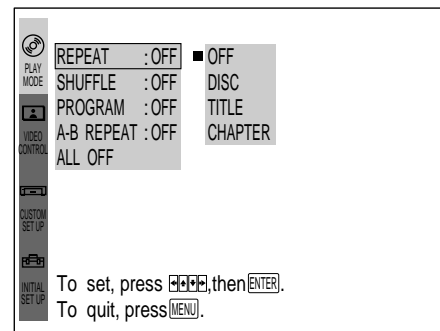 PLAY
MODE
VIDEO
CONTROL
CUSTOM
SET UP
INITIAL
SET UP
REPEAT : OFF
SHUFFLE : OFF
PROGRAM : OFF
A-B REPEAT : OFF
ALL OFF
OFF
DISC
TITLE
CHAPTER
To set, press ←↑↓→,then ENTER.
To quit, press MENU.